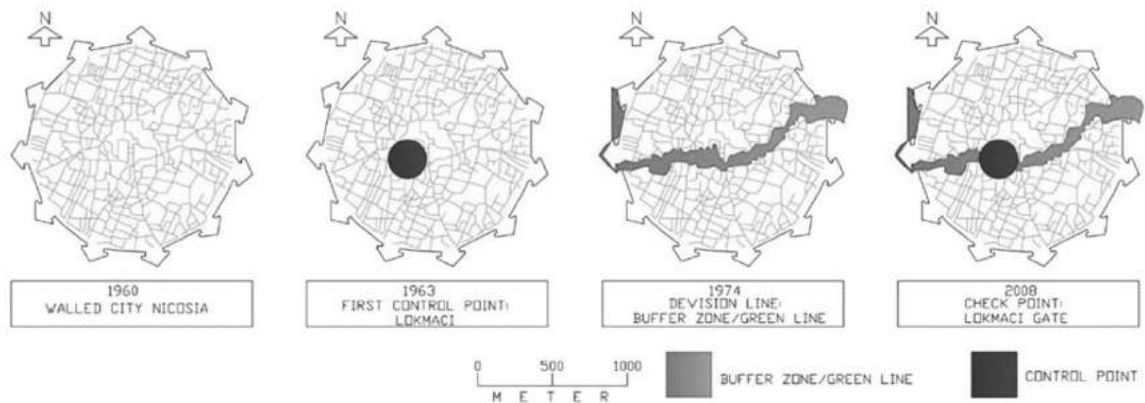 N
N
N
N
1960
WALLED CITY NICOSIA
1963
FIRST CONTROL POINT:
LOKMACI
1974
DEVISION LINE:
BUFFER ZONE/GREEN LINE
2008
CHECK POINT:
LOKMACI GATE
0 500 1000
M E T E R
BUFFER ZONE/GREEN LINE
CONTROL POINT